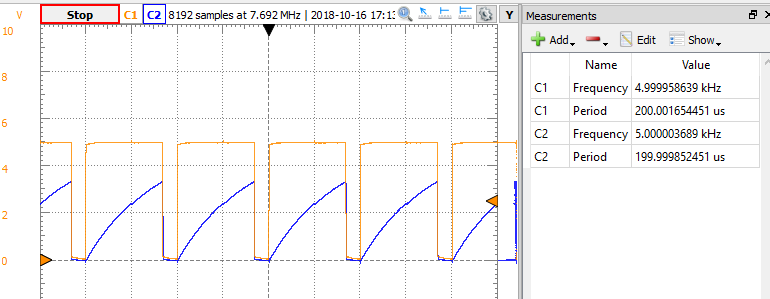 V Stop C1 C2 8192 samples at 7.692 MHz | 2018-10-16 17:13 Y
10
8
6
4
2
0
Measurements
Add Edit Show
Name Value
C1 Frequency 4.999958639 kHz
C1 Period 200.001654451 us
C2 Frequency 5.000003689 kHz
C2 Period 199.999852451 us